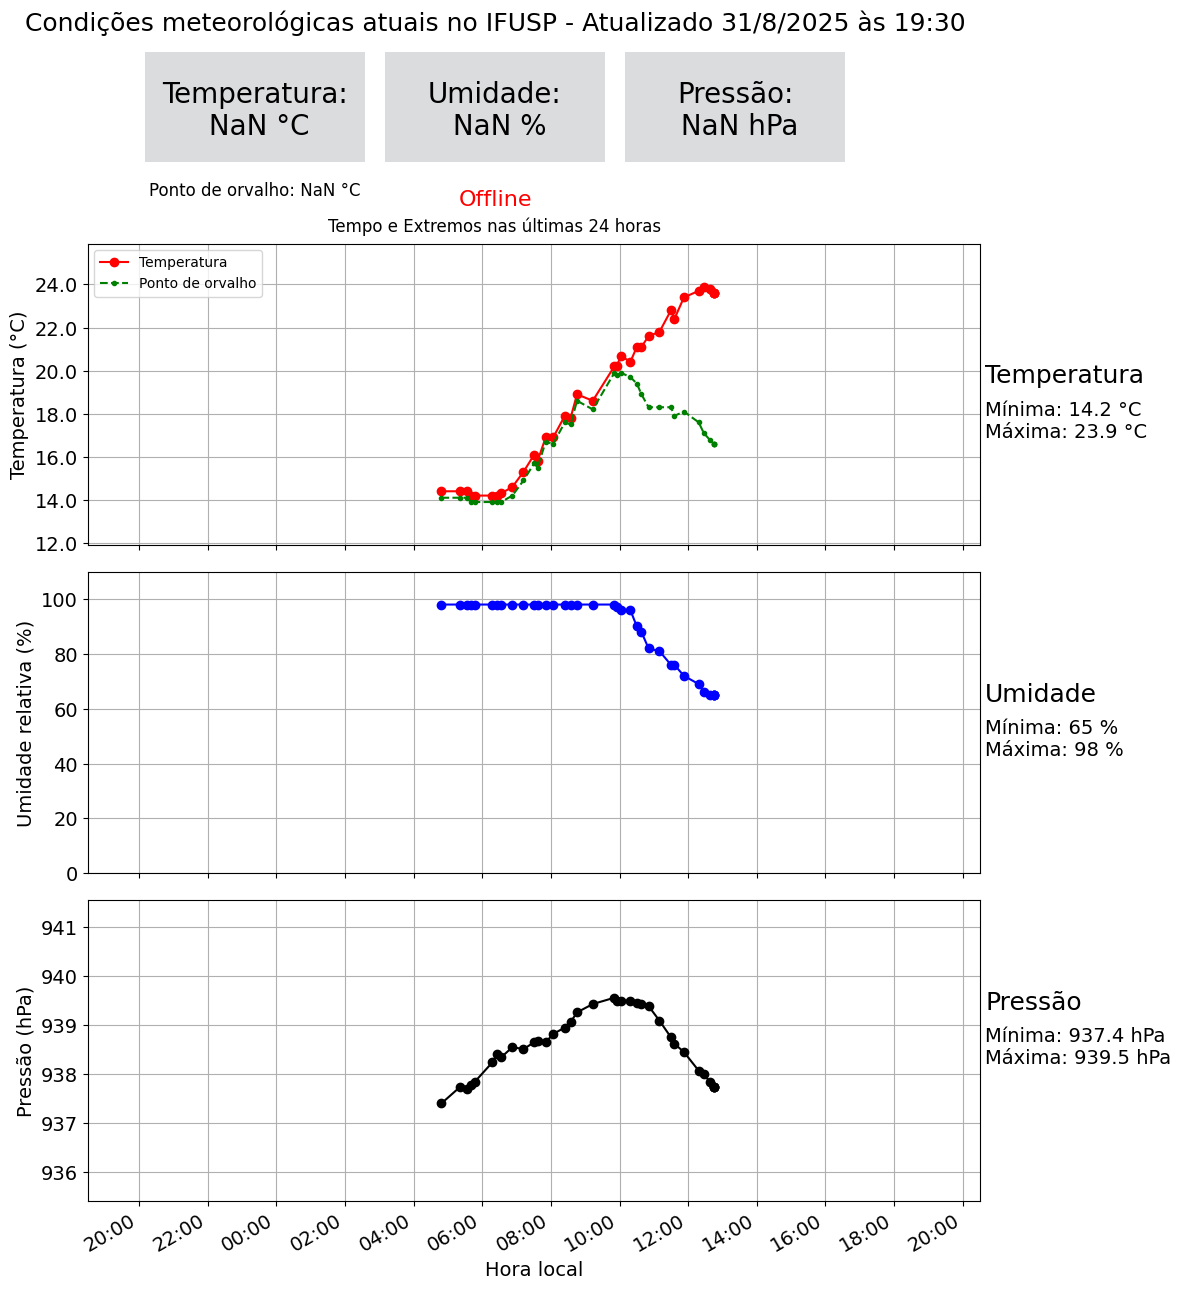 Condições meteorológicas atuais no IFUSP - Atualizado 31/8/2025 às 19:30
Temperatura:
NaN °C
Umidade:
NaN %
Pressão:
NaN hPa
Ponto de orvalho: NaN °C
Offline
Tempo e Extremos nas últimas 24 horas
Temperatura
Ponto de orvalho
Temperatura (°C)
24.0
22.0
20.0
18.0
16.0
14.0
12.0
Temperatura
Mínima: 14.2 °C
Máxima: 23.9 °C
Umidade relativa (%)
100
80
60
40
20
0
Umidade
Mínima: 65 %
Máxima: 98 %
Pressão (hPa)
941
940
939
938
937
936
Pressão
Mínima: 937.4 hPa
Máxima: 939.5 hPa
20:00 22:00 00:00 02:00 04:00 06:00 08:00 10:00 12:00 14:00 16:00 18:00 20:00
Hora local